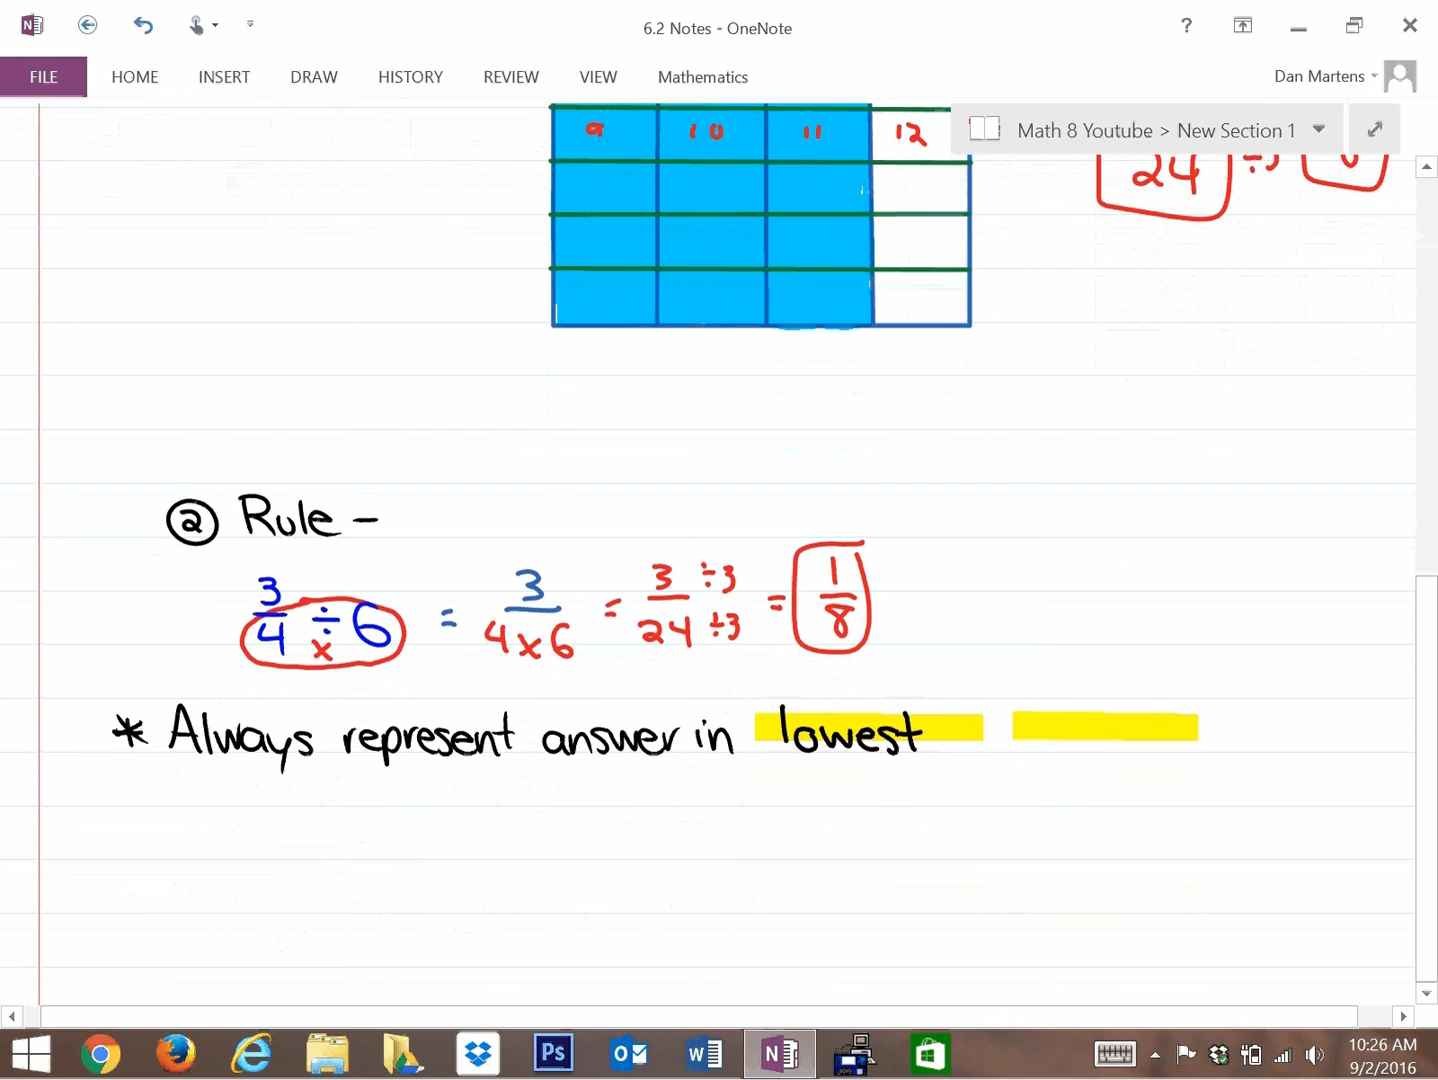 6.2 Notes - OneNote
?
FILE HOME INSERT DRAW HISTORY REVIEW VIEW Mathematics Dan Martens
Math 8 Youtube > New Section 1
9 10 11 12
24 ÷3
② Rule –
3/4 ÷ 6 = 3/(4 x 6) = 3 ÷3 / 24 ÷3 = 1/8
x
* Always represent answer in lowest
10:26 AM
9/2/2016